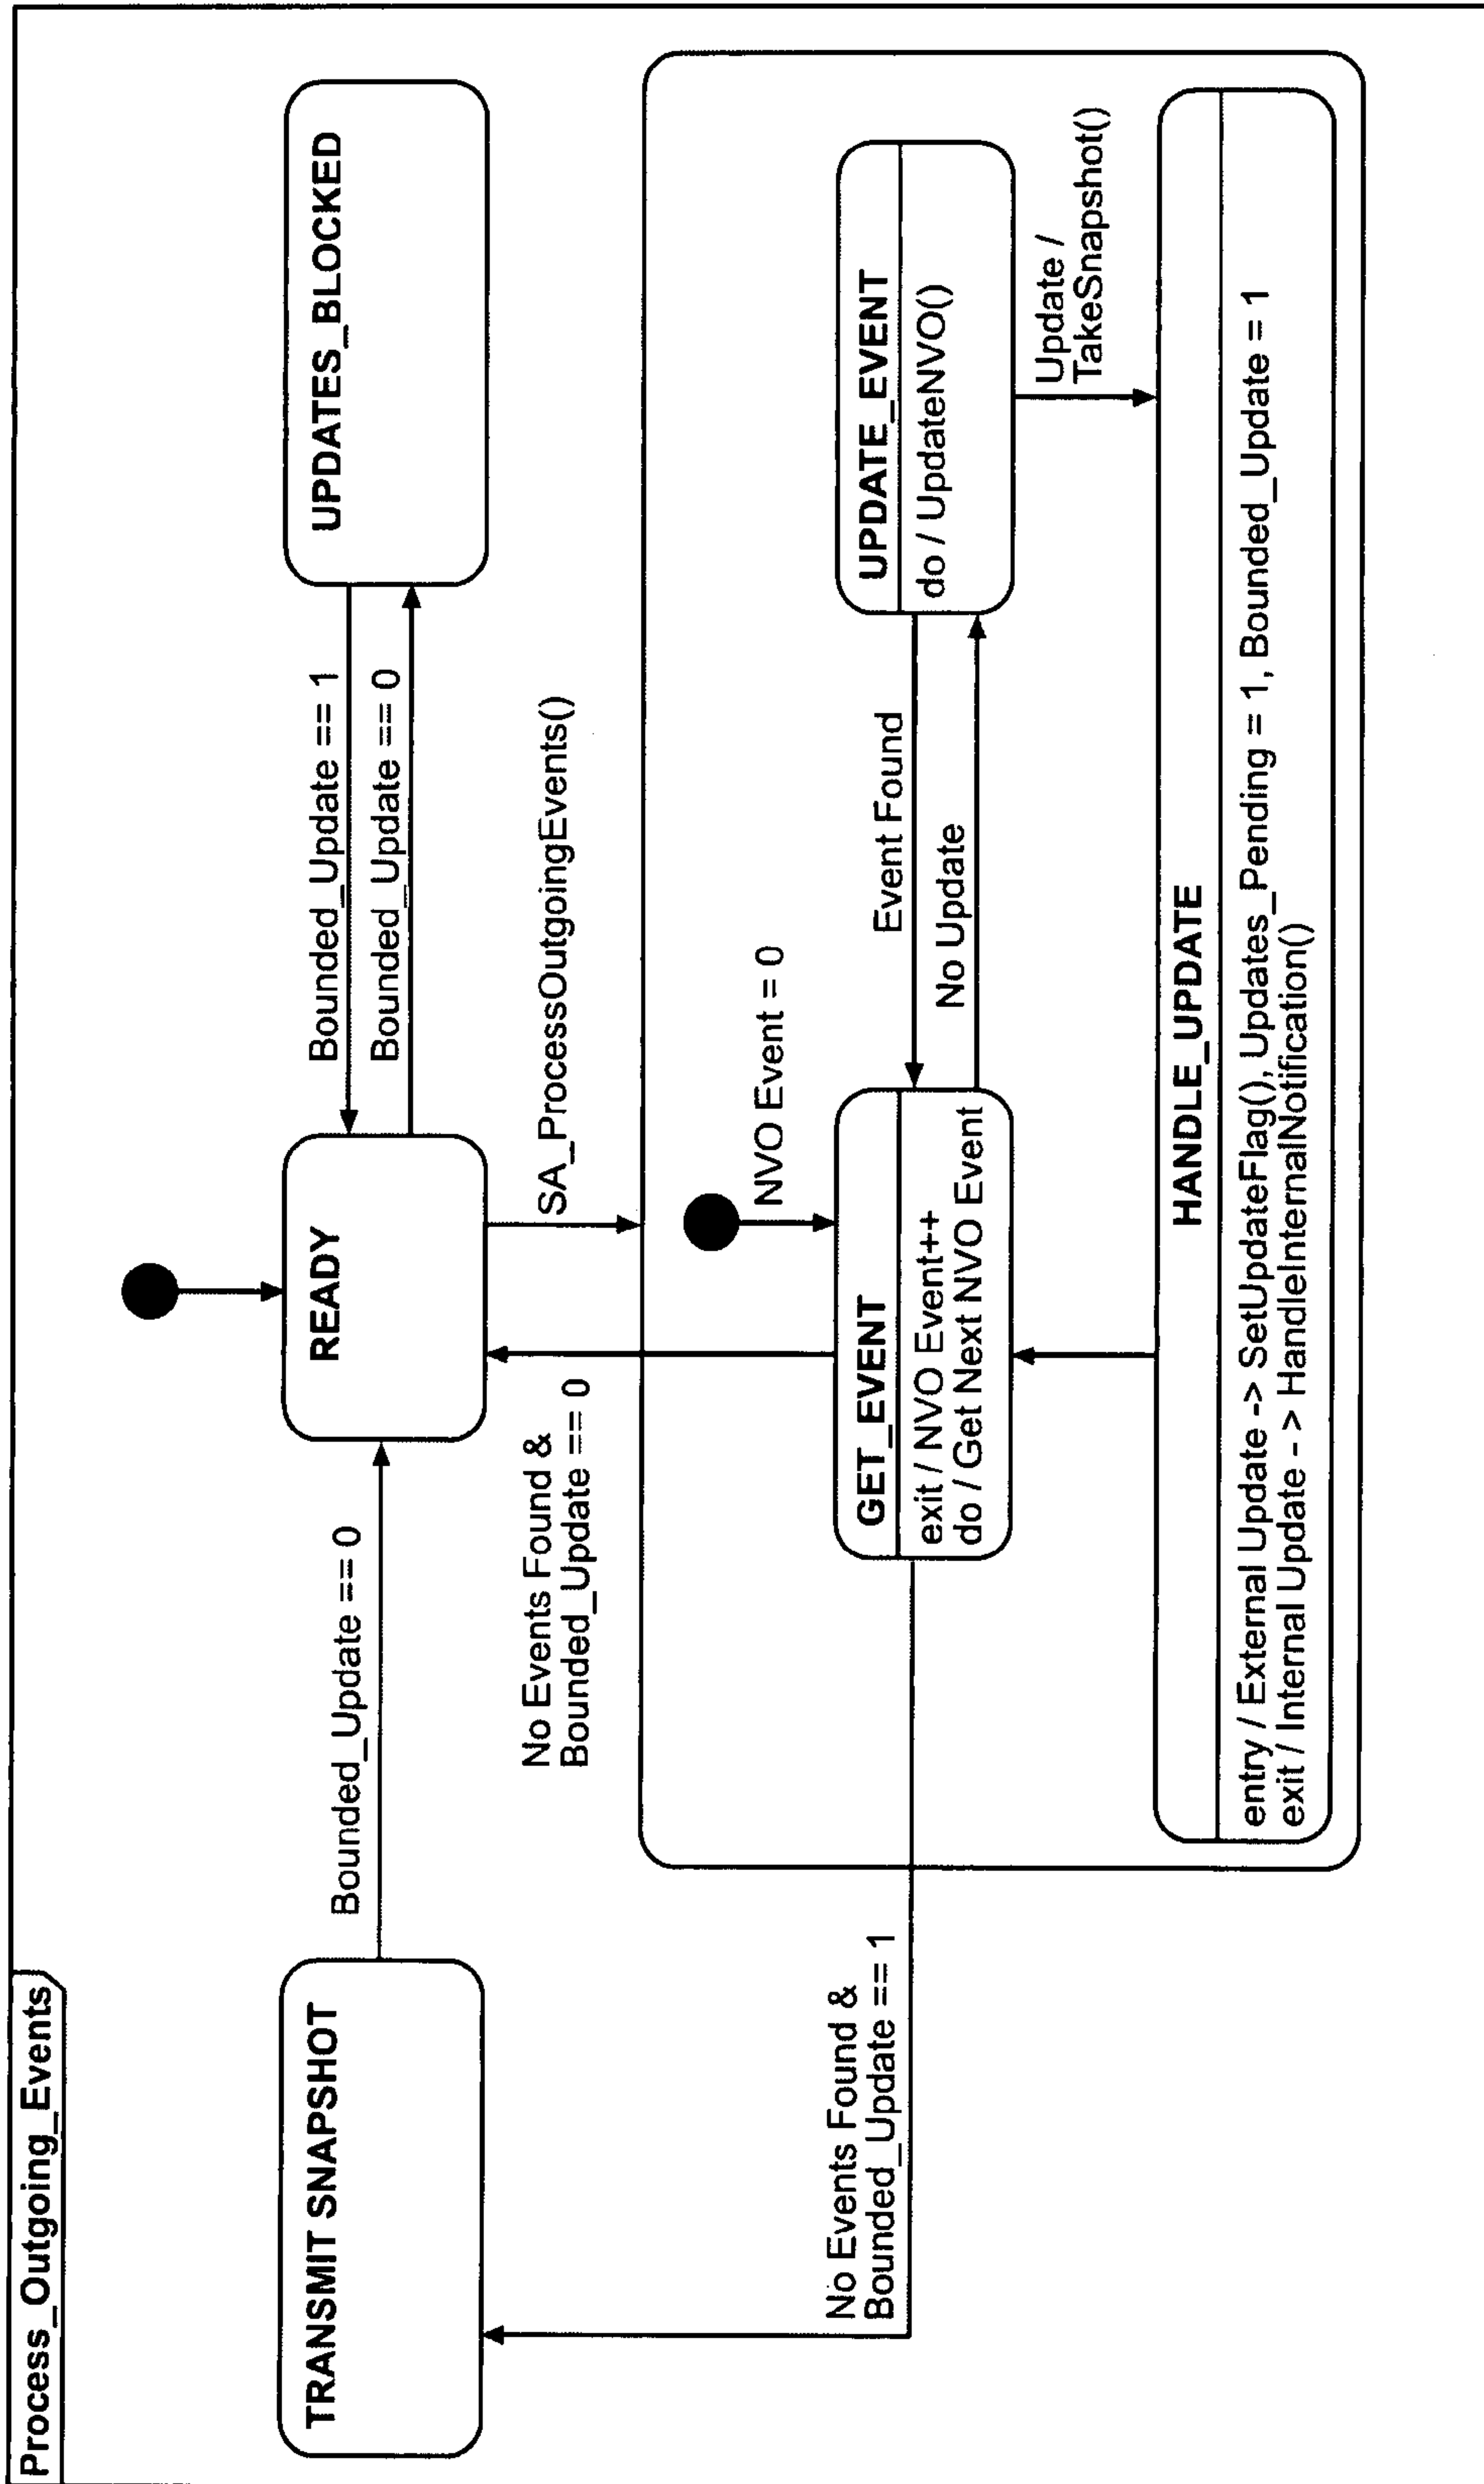 Process_Outgoing_Events
TRANSMIT SNAPSHOT
Bounded_Update == 0
READY
Bounded_Update == 1
Bounded_Update == 0
UPDATES_BLOCKED
No Events Found &
Bounded_Update == 0
SA_ProcessOutgoingEvents()
NVO Event = 0
No Events Found &
Bounded_Update == 1
GET_EVENT
exit / NVO Event++
do / Get Next NVO Event
Event Found
No Update
UPDATE_EVENT
do / UpdateNVO()
Update /
TakeSnapshot()
HANDLE_UPDATE
entry / External Update -> SetUpdateFlag(), Updates_Pending = 1, Bounded_Update = 1
exit / Internal Update - > HandleInternalNotification()